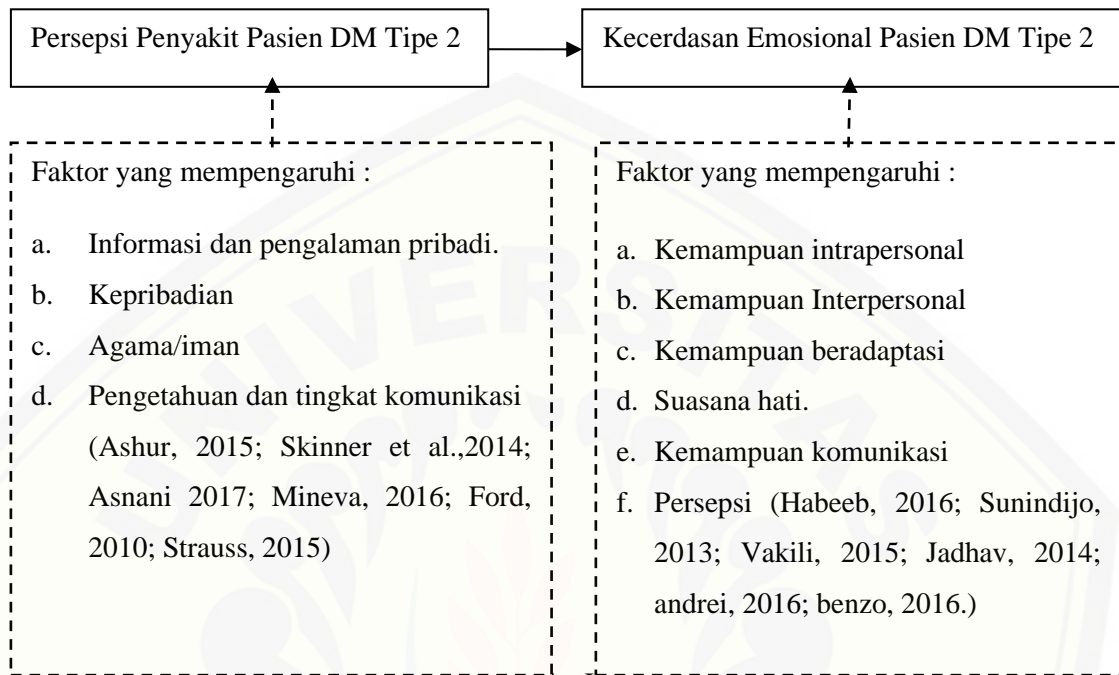 Persepsi Penyakit Pasien DM Tipe 2
Kecerdasan Emosional Pasien DM Tipe 2
Faktor yang mempengaruhi :
a. Informasi dan pengalaman pribadi.
b. Kepribadian
c. Agama/iman
d. Pengetahuan dan tingkat komunikasi
(Ashur, 2015; Skinner et al.,2014;
Asnani 2017; Mineva, 2016; Ford,
2010; Strauss, 2015)
Faktor yang mempengaruhi :
a. Kemampuan intrapersonal
b. Kemampuan Interpersonal
c. Kemampuan beradaptasi
d. Suasana hati.
e. Kemampuan komunikasi
f. Persepsi (Habeeb, 2016; Sunindijo,
2013; Vakili, 2015; Jadhav, 2014;
andrei, 2016; benzo, 2016.)
UNIVERSITAS